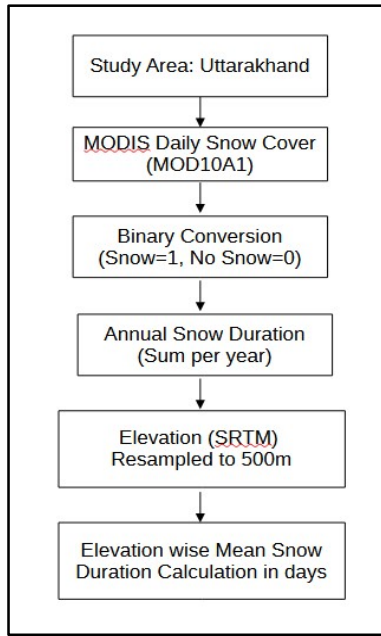 Study Area: Uttarakhand
MODIS Daily Snow Cover
(MOD10A1)
Binary Conversion
(Snow=1, No Snow=0)
Annual Snow Duration
(Sum per year)
Elevation (SRTM)
Resampled to 500m
Elevation wise Mean Snow
Duration Calculation in days